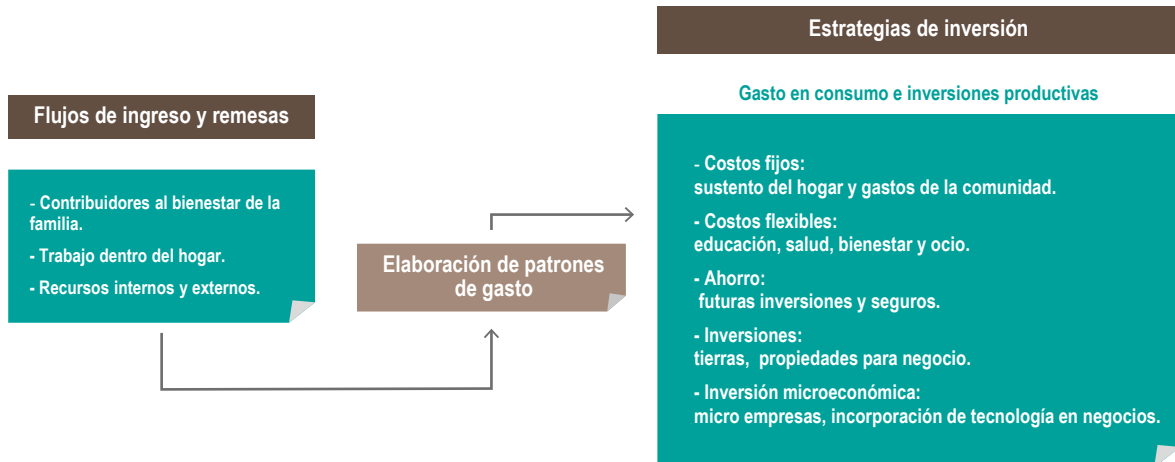 Flujos de ingreso y remesas
- Contribuidores al bienestar de la
familia.
- Trabajo dentro del hogar.
- Recursos internos y externos.
Elaboración de patrones
de gasto
Estrategias de inversión
Gasto en consumo e inversiones productivas
- Costos fijos:
sustento del hogar y gastos de la comunidad.
- Costos flexibles:
educación, salud, bienestar y ocio.
- Ahorro:
futuras inversiones y seguros.
- Inversiones:
tierras, propiedades para negocio.
- Inversión microeconómica:
micro empresas, incorporación de tecnología en negocios.